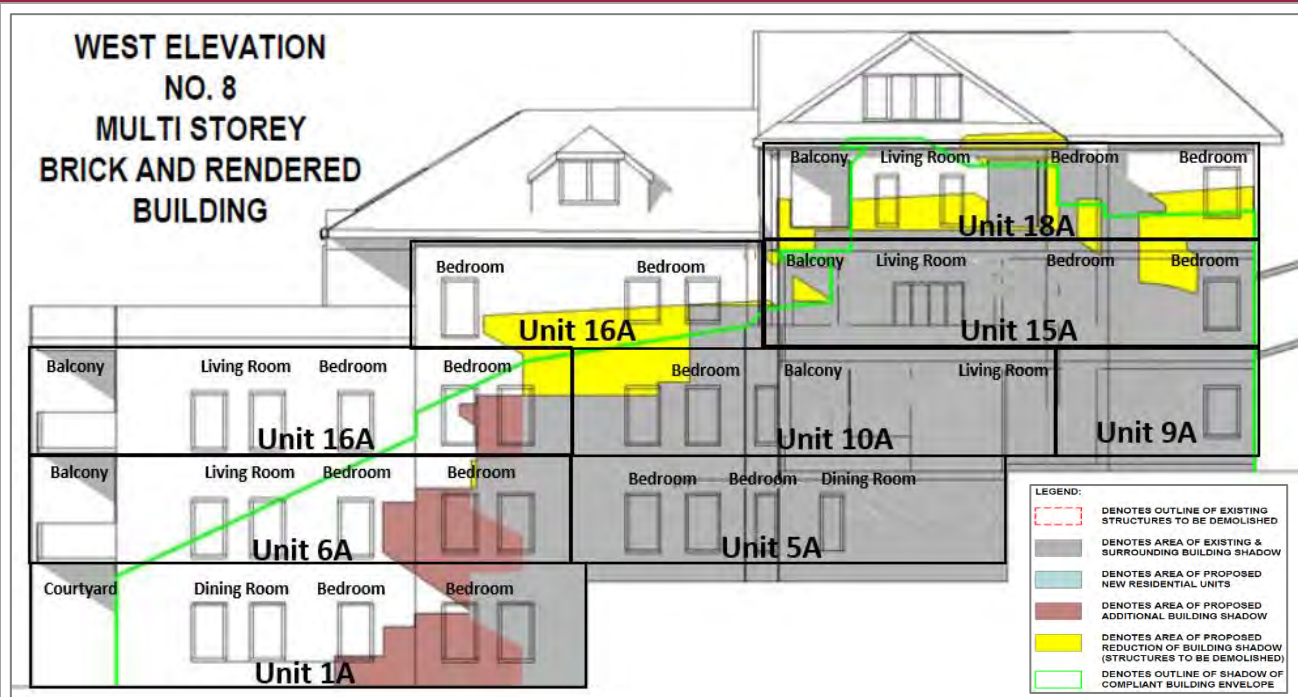 WEST ELEVATION
NO. 8
MULTI STOREY
BRICK AND RENDERED
BUILDING
Balcony Living Room Bedroom Bedroom
Unit 18A
Bedroom Bedroom
Unit 16A
Balcony Living Room Bedroom Bedroom
Unit 15A
Balcony Living Room Bedroom Bedroom
Unit 16A
Bedroom Balcony Living Room
Unit 10A
Unit 9A
Balcony Living Room Bedroom Bedroom
Unit 6A
Bedroom Bedroom Dining Room
Unit 5A
Courtyard Dining Room Bedroom Bedroom
Unit 1A
LEGEND:
DENOTES OUTLINE OF EXISTING
STRUCTURES TO BE DEMOLISHED
DENOTES AREA OF EXISTING &
SURROUNDING BUILDING SHADOW
DENOTES AREA OF PROPOSED
NEW RESIDENTIAL UNITS
DENOTES AREA OF PROPOSED
ADDITIONAL BUILDING SHADOW
DENOTES AREA OF PROPOSED
REDUCTION OF BUILDING SHADOW
(STRUCTURES TO BE DEMOLISHED)
DENOTES OUTLINE OF SHADOW OF
COMPLIANT BUILDING ENVELOPE